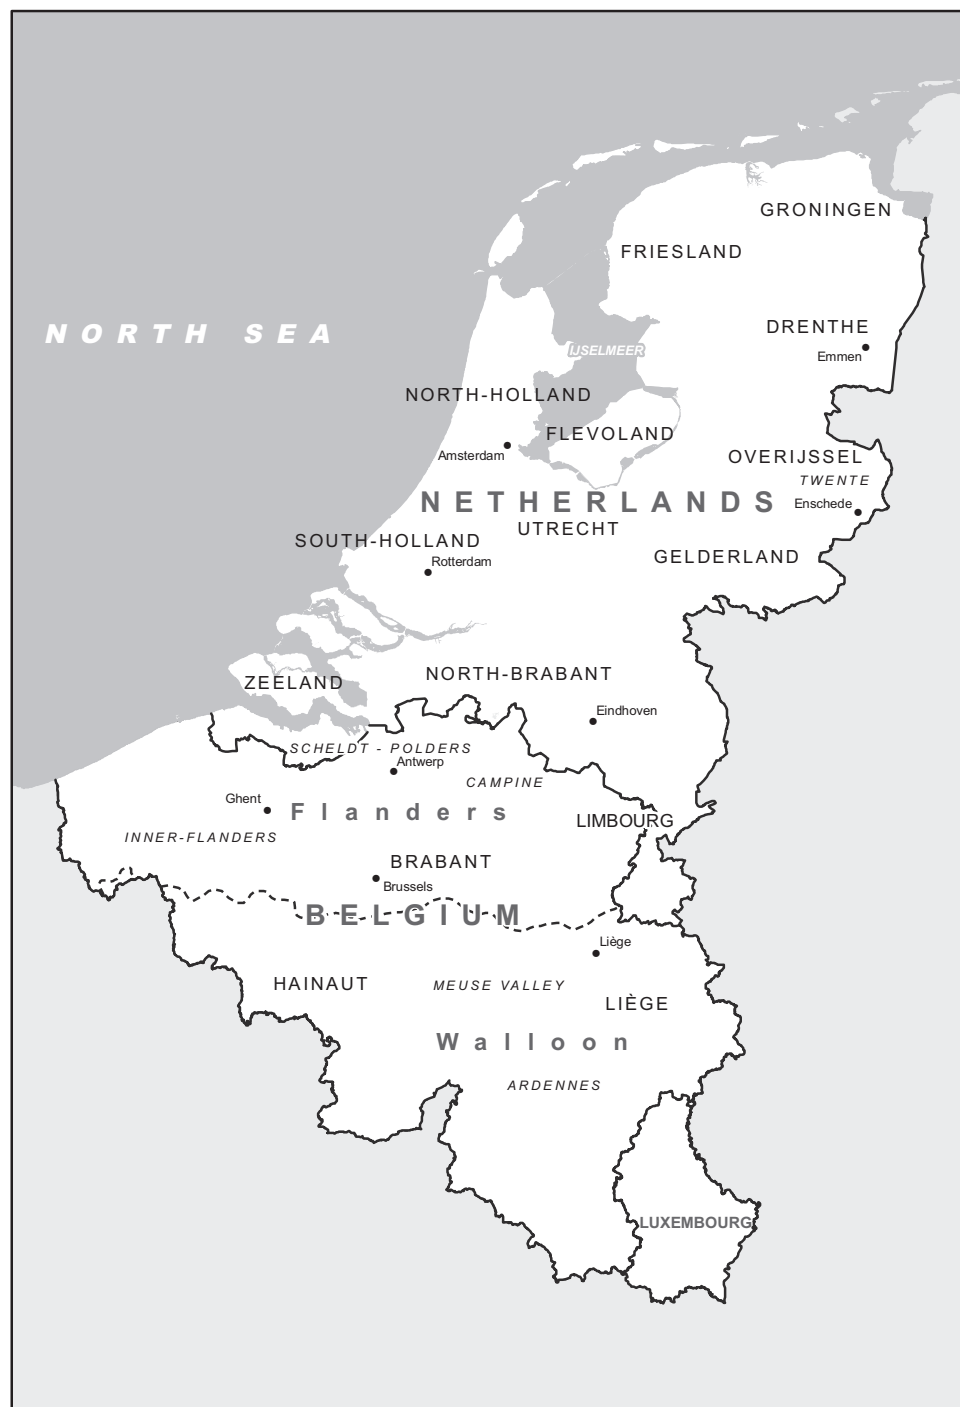 GRONINGEN
FRIESLAND
NORTH SEA
DRENTHE
Emmen
IJSELMEER
NORTH-HOLLAND
FLEVOLAND
Amsterdam
OVERIJSSEL
TWENTE
NETHERLANDS
Enschede
UTRECHT
SOUTH-HOLLAND
GELDERLAND
Rotterdam
NORTH-BRABANT
ZEELAND
Eindhoven
SCHELDT - POLDERS
Antwerp
CAMPINE
Ghent
Flanders
LIMBOURG
INNER-FLANDERS
BRABANT
Brussels
BELGIUM
Liège
HAINAUT
MEUSE VALLEY
LIÈGE
Walloon
ARDENNES
LUXEMBOURG